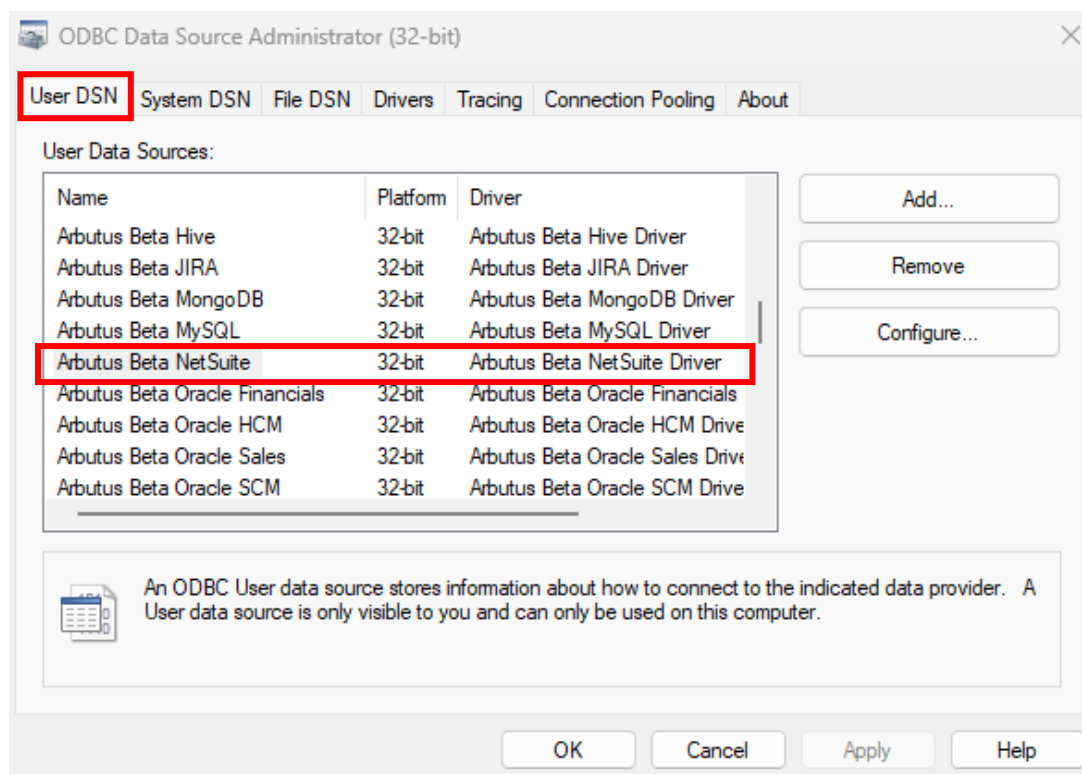 ODBC Data Source Administrator (32-bit)
User DSN System DSN File DSN Drivers Tracing Connection Pooling About
User Data Sources:
Name Platform Driver
Arbutus Beta Hive 32-bit Arbutus Beta Hive Driver
Arbutus Beta JIRA 32-bit Arbutus Beta JIRA Driver
Arbutus Beta MongoDB 32-bit Arbutus Beta MongoDB Driver
Arbutus Beta MySQL 32-bit Arbutus Beta MySQL Driver
Arbutus Beta NetSuite 32-bit Arbutus Beta NetSuite Driver
Arbutus Beta Oracle Financials 32-bit Arbutus Beta Oracle Financials
Arbutus Beta Oracle HCM 32-bit Arbutus Beta Oracle HCM Drive
Arbutus Beta Oracle Sales 32-bit Arbutus Beta Oracle Sales Drive
Arbutus Beta Oracle SCM 32-bit Arbutus Beta Oracle SCM Drive
Add...
Remove
Configure...
An ODBC User data source stores information about how to connect to the indicated data provider. A
User data source is only visible to you and can only be used on this computer.
OK Cancel Apply Help